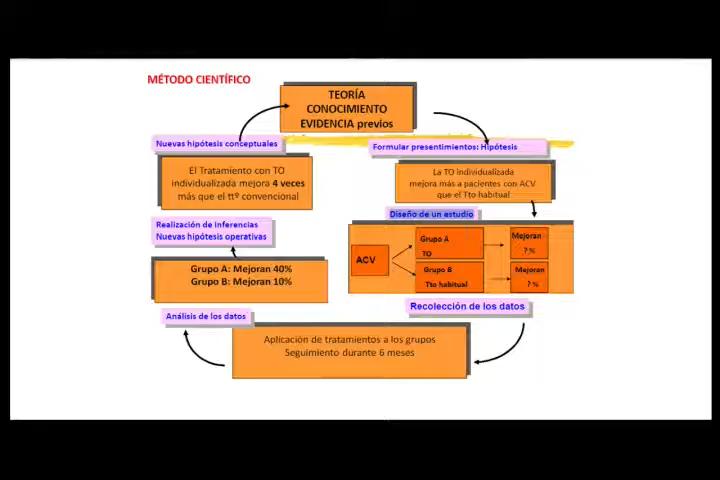 MÉTODO CIENTÍFICO
TEORÍA
CONOCIMIENTO
EVIDENCIA previos
Formular presentimientos: Hipótesis
La TO individualizada
mejora más a pacientes con ACV
que el Tto habitual
Diseño de un estudio
ACV
Grupo A
TO
Mejoran
? %
Grupo B
Tto habitual
Mejoran
? %
Recolección de los datos
Aplicación de tratamientos a los grupos
Seguimiento durante 6 meses
Análisis de los datos
Grupo A: Mejoran 40%
Grupo B: Mejoran 10%
Realización de Inferencias
Nuevas hipótesis operativas
El Tratamiento con TO
individualizada mejora 4 veces
más que el ttº convencional
Nuevas hipótesis conceptuales